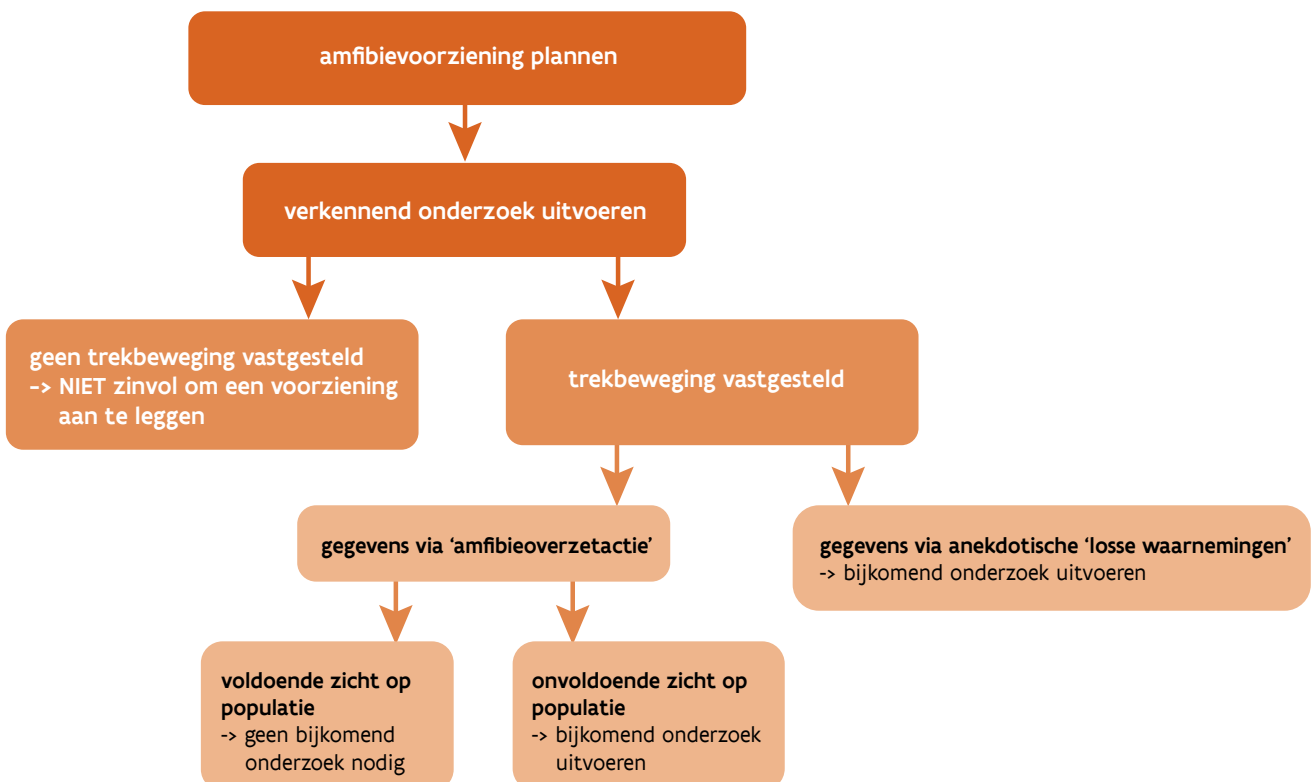 amfibievoorziening plannen
verkennend onderzoek uitvoeren
geen trekbeweging vastgesteld
-> NIET zinvol om een voorziening
aan te leggen
trekbeweging vastgesteld
gegevens via ‘amfibieoverzetactie’
gegevens via anekdotische ‘losse waarnemingen’
-> bijkomend onderzoek uitvoeren
voldoende zicht op
populatie
-> geen bijkomend
onderzoek nodig
onvoldoende zicht op
populatie
-> bijkomend onderzoek
uitvoeren